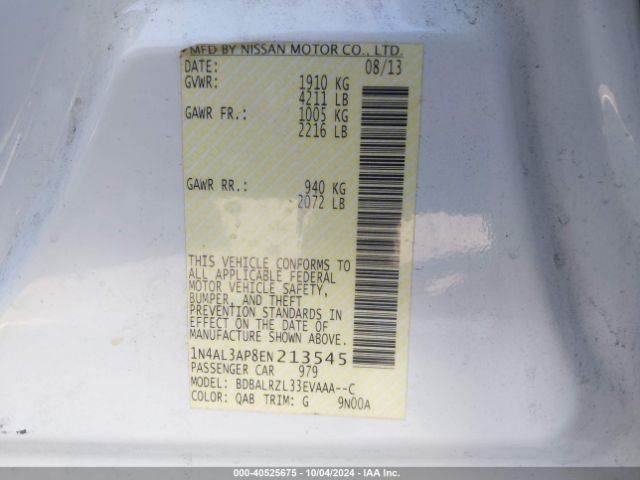 MFD BY NISSAN MOTOR CO., LTD.
DATE: 08/13
GVWR: 1910 KG
4211 LB
GAWR FR.: 1005 KG
2216 LB
GAWR RR.: 940 KG
2072 LB
THIS VEHICLE CONFORMS TO
ALL APPLICABLE FEDERAL
MOTOR VEHICLE SAFETY,
BUMPER, AND THEFT
PREVENTION STANDARDS IN
EFFECT ON THE DATE OF
MANUFACTURE SHOWN ABOVE.
1N4AL3AP8EN213545
PASSENGER CAR 979
MODEL: BDBALRZL33EVAAA--C
COLOR: QAB TRIM: G 9N00A
000-40525675 - 10/04/2024 - IAA Inc.